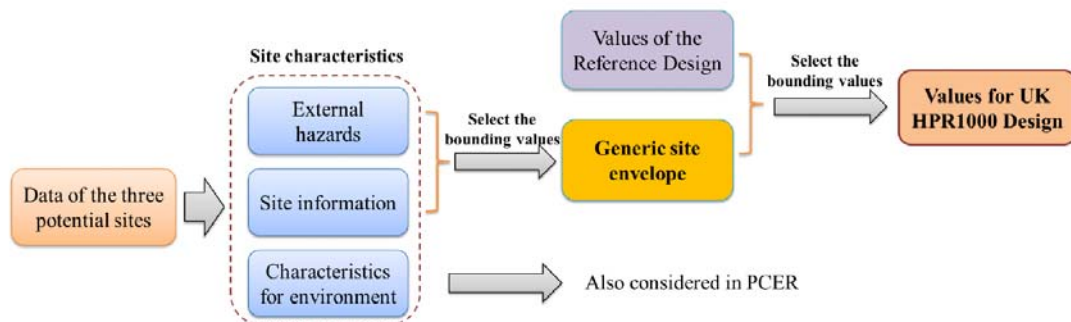 Data of the three
potential sites
Site characteristics
External
hazards
Site information
Characteristics
for environment
Select the
bounding values
Values of the
Reference Design
Generic site
envelope
Also considered in PCER
Select the
bounding values
Values for UK
HPR1000 Design